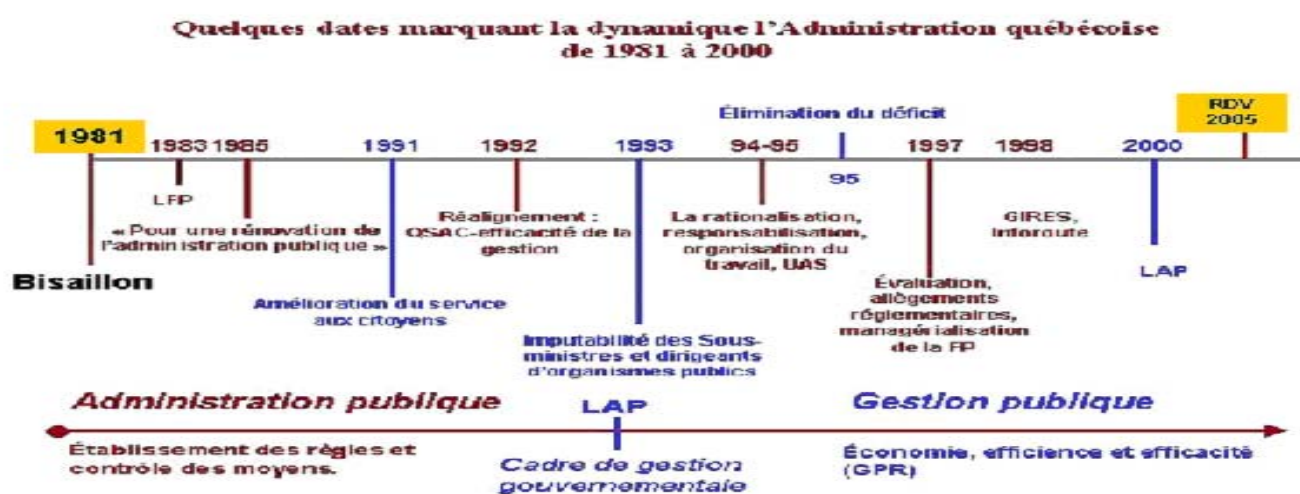 Quelques dates marquant la dynamique l'Administration québécoise
de 1981 à 2000
Élimination du déficit
RDV
2005
1981
1983
1985
1991
1992
1993
94-95
95
1997
1998
2000
LFP
« Pour une rénovation de
l'administration publique »
Bisaillon
Amélioration du service
aux citoyens
Réalignement :
QSAC-efficacité de la
gestion
Imputabilité des Sous-
ministres et dirigeants
d'organismes publics
La rationalisation,
responsabilisation,
organisation du
travail, UAS
Évaluation,
allègements
réglementaires,
managérialisation
de la FP
GIRES,
Inforoute
LAP
Administration publique
LAP
Gestion publique
Établissement des règles et
contrôle des moyens.
Cadre de gestion
gouvernementale
Économie, efficience et efficacité
(GPR)